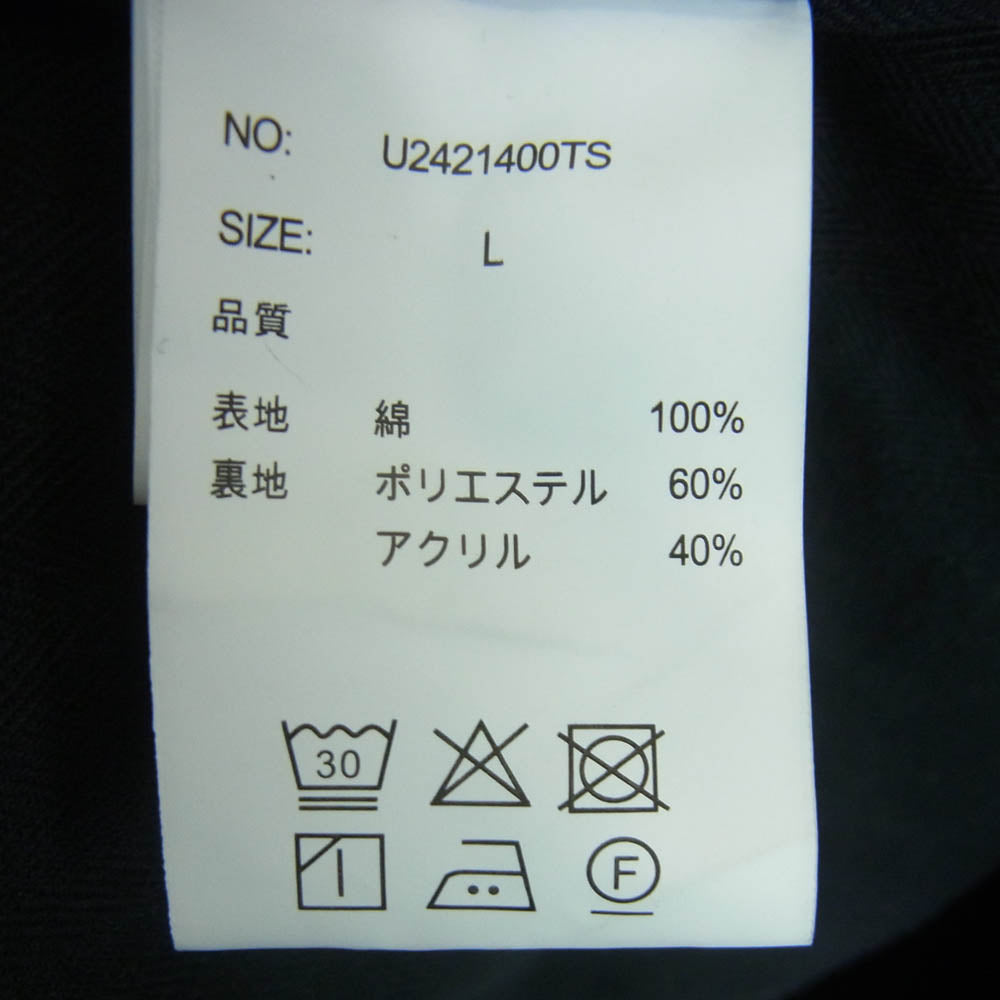 NO: U2421400TS
SIZE: L
品質
表地 綿 100%
裏地 ポリエステル 60%
アクリル 40%
30
F